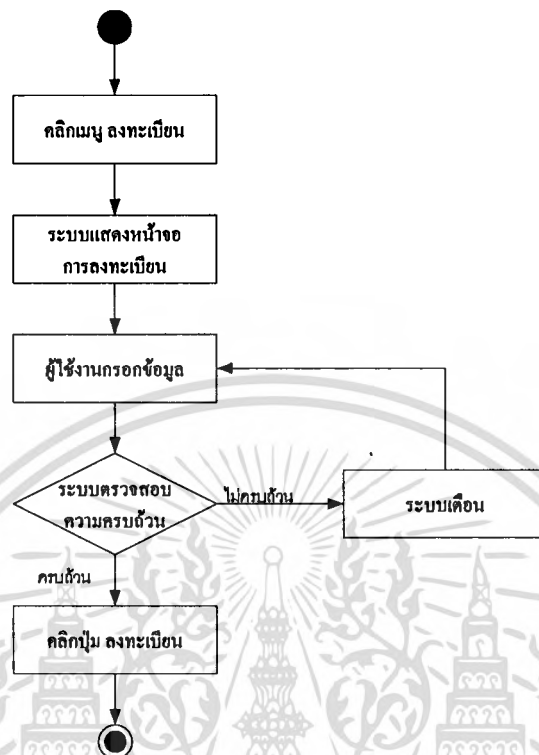 คลิกเมนู ลงทะเบียน
ระบบแสดงหน้าจอ
การลงทะเบียน
ผู้ใช้งานกรอกข้อมูล
ระบบตรวจสอบ
ความครบถ้วน
ไม่ครบถ้วน
ระบบเตือน
ครบถ้วน
คลิกปุ่ม ลงทะเบียน